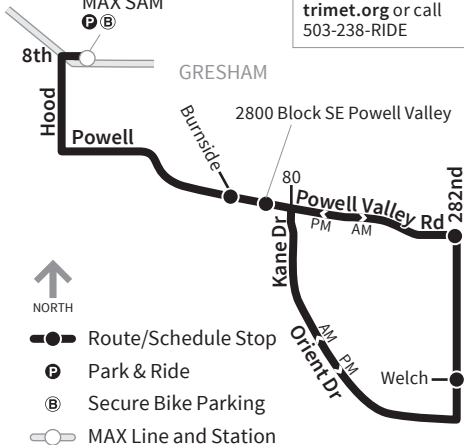 MAX SAM
P B
trimet.org or call
503-238-RIDE
8th
GRESHAM
Hood
Powell
Burnside
2800 Block SE Powell Valley
80
Powell Valley Rd
282nd
PM
AM
Kane Dr
NORTH
Orient Dr
AM
PM
Route/Schedule Stop
P Park & Ride
Welch
B Secure Bike Parking
MAX Line and Station